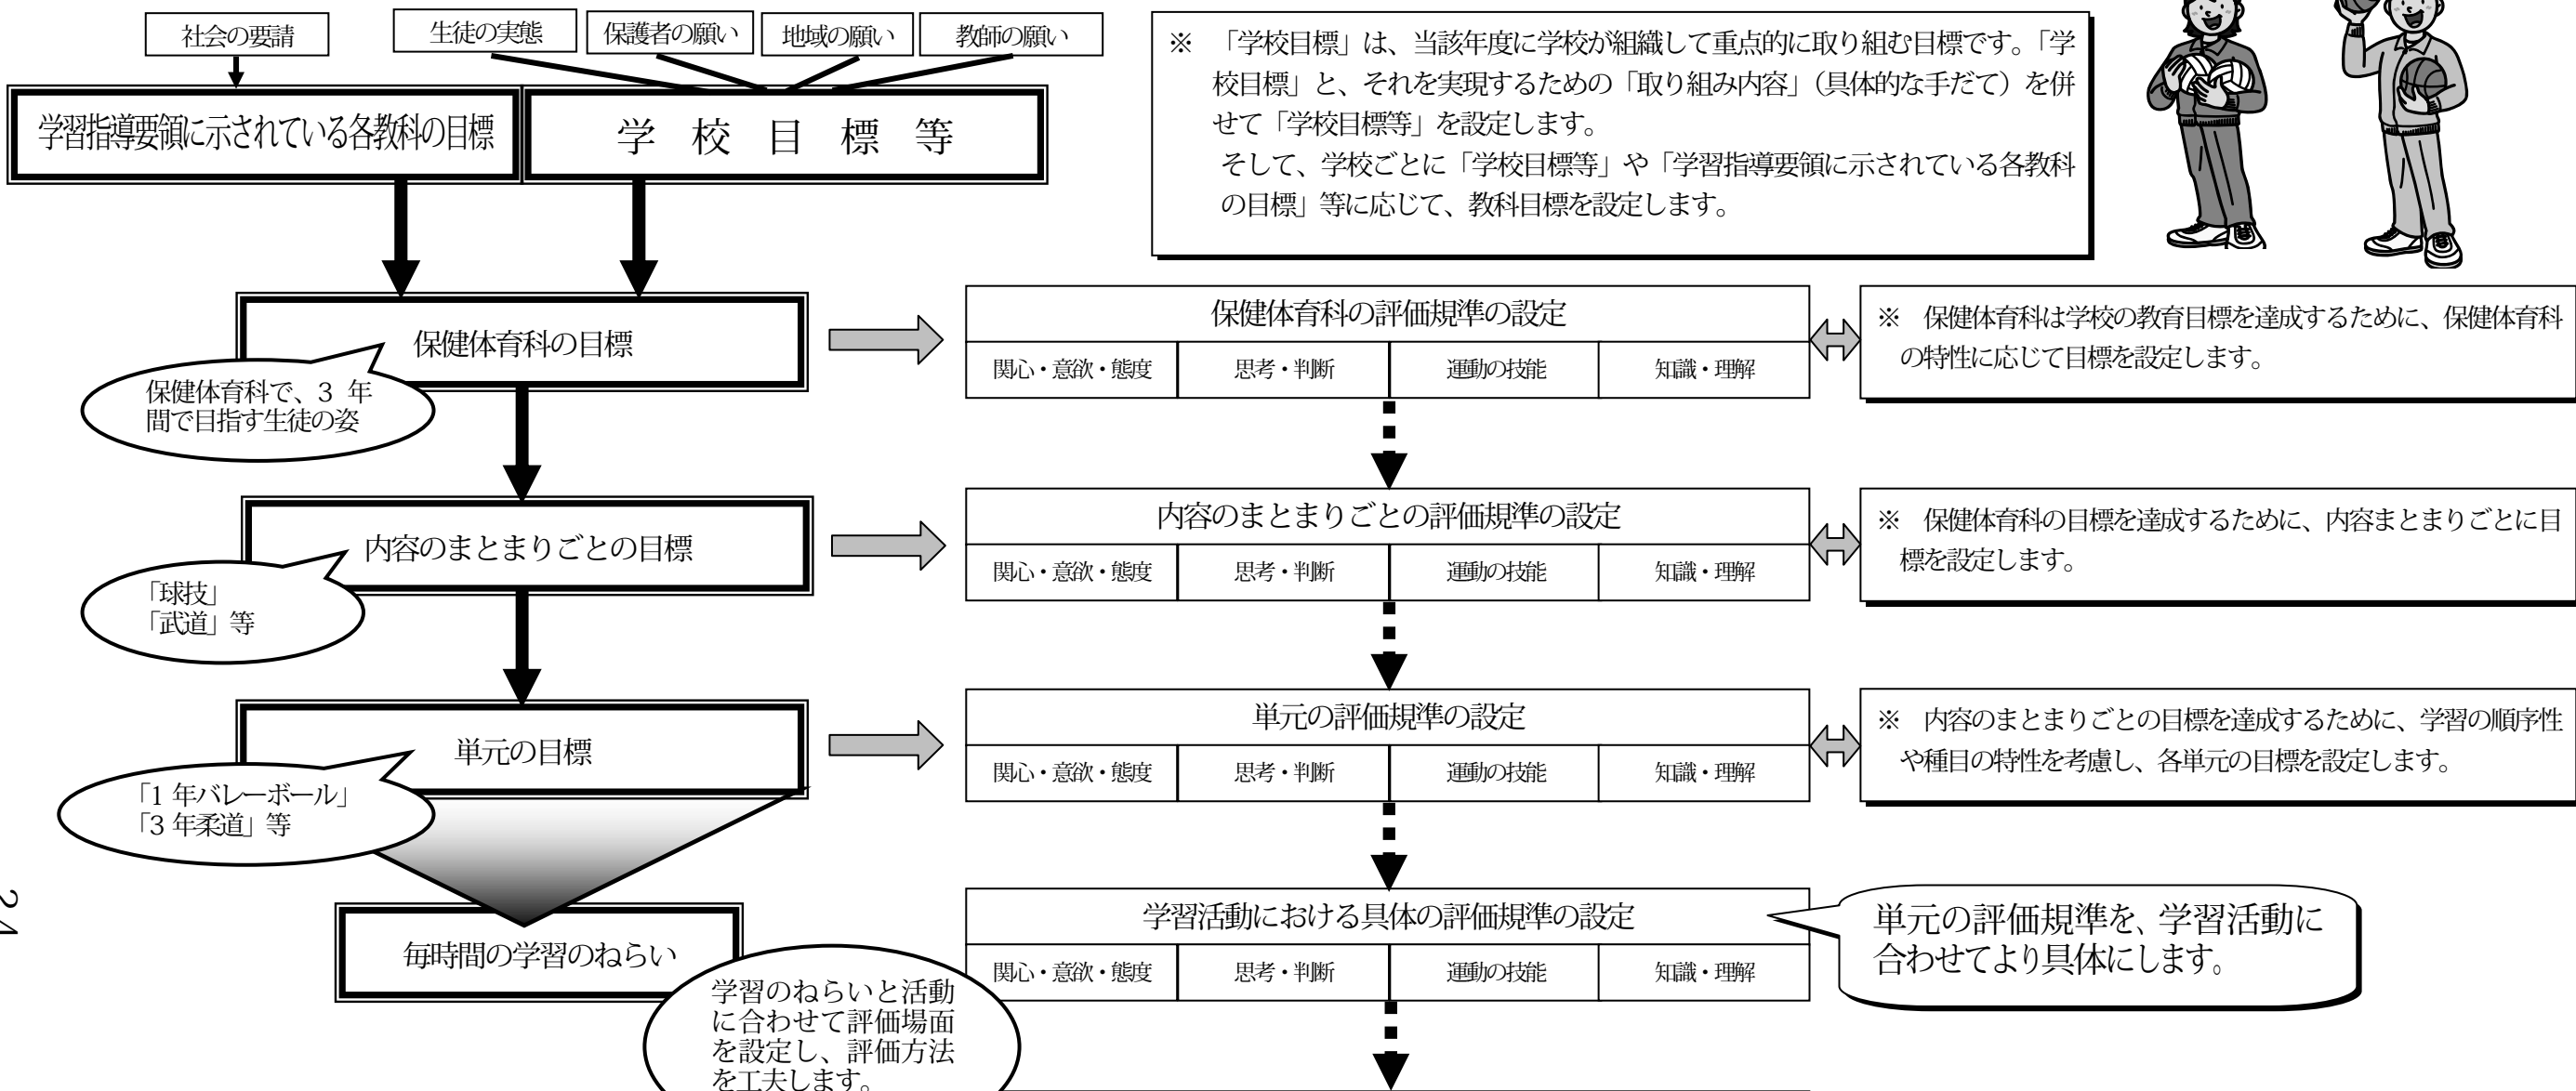 社会の要請
生徒の実態
保護者の願い
地域の願い
教師の願い
学習指導要領に示されている各教科の目標
学校目標等
※ 「学校目標」は、当該年度に学校が組織して重点的に取り組む目標です。「学
校目標」と、それを実現するための「取り組み内容」（具体的な手だて）を併
せて「学校目標等」を設定します。
そして、学校ごとに「学校目標等」や「学習指導要領に示されている各教科
の目標」等に応じて、教科目標を設定します。
保健体育科の目標
保健体育科で、3 年
間で目指す生徒の姿
保健体育科の評価規準の設定
関心・意欲・態度 思考・判断 運動の技能 知識・理解
※ 保健体育科は学校の教育目標を達成するために、保健体育科
の特性に応じて目標を設定します。
内容のまとまりごとの目標
「球技」
「武道」等
内容のまとまりごとの評価規準の設定
関心・意欲・態度 思考・判断 運動の技能 知識・理解
※ 保健体育科の目標を達成するために、内容まとまりごとに目
標を設定します。
単元の目標
「1 年バレーボール」
「3 年柔道」等
単元の評価規準の設定
関心・意欲・態度 思考・判断 運動の技能 知識・理解
※ 内容のまとまりごとの目標を達成するために、学習の順序性
や種目の特性を考慮し、各単元の目標を設定します。
毎時間の学習のねらい
学習のねらいと活動
に合わせて評価場面
を設定し、評価方法
を工夫します。
学習活動における具体の評価規準の設定
関心・意欲・態度 思考・判断 運動の技能 知識・理解
単元の評価規準を、学習活動に
合わせてより具体にします。